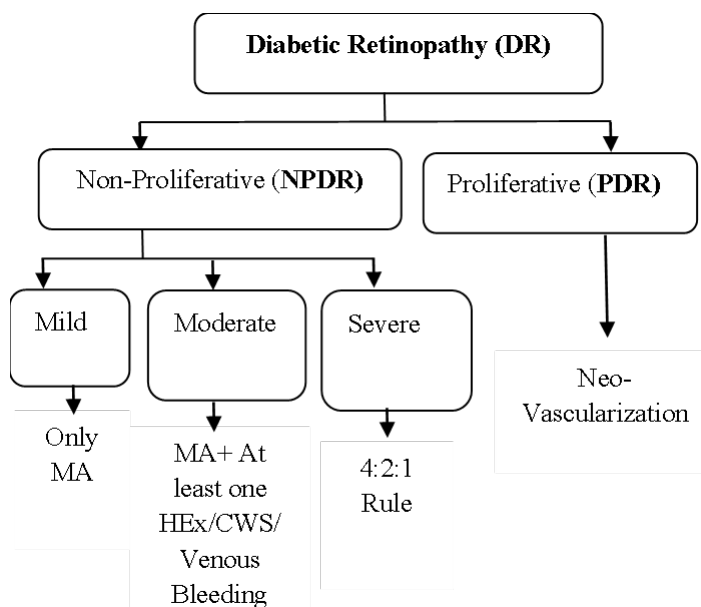 Diabetic Retinopathy (DR)
Non-Proliferative (NPDR)
Proliferative (PDR)
Mild
Moderate
Severe
Only
MA
MA+ At
least one
HEx/CWS/
Venous
Bleeding
4:2:1
Rule
Neo-
Vascularization